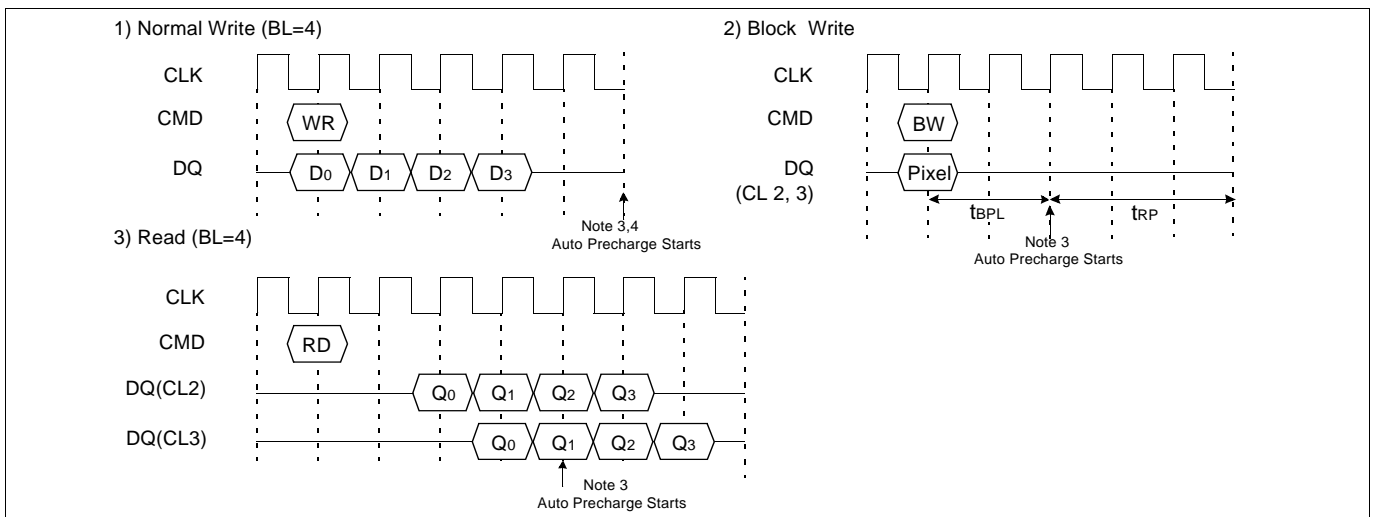 1) Normal Write (BL=4)
CLK
CMD
WR
DQ
D0 D1 D2 D3
Note 3,4
Auto Precharge Starts
2) Block Write
CLK
CMD
BW
DQ
(CL 2, 3)
Pixel
tBPL tRP
Note 3
Auto Precharge Starts
3) Read (BL=4)
CLK
CMD
RD
DQ(CL2)
Q0 Q1 Q2 Q3
DQ(CL3)
Q0 Q1 Q2 Q3
Note 3
Auto Precharge Starts